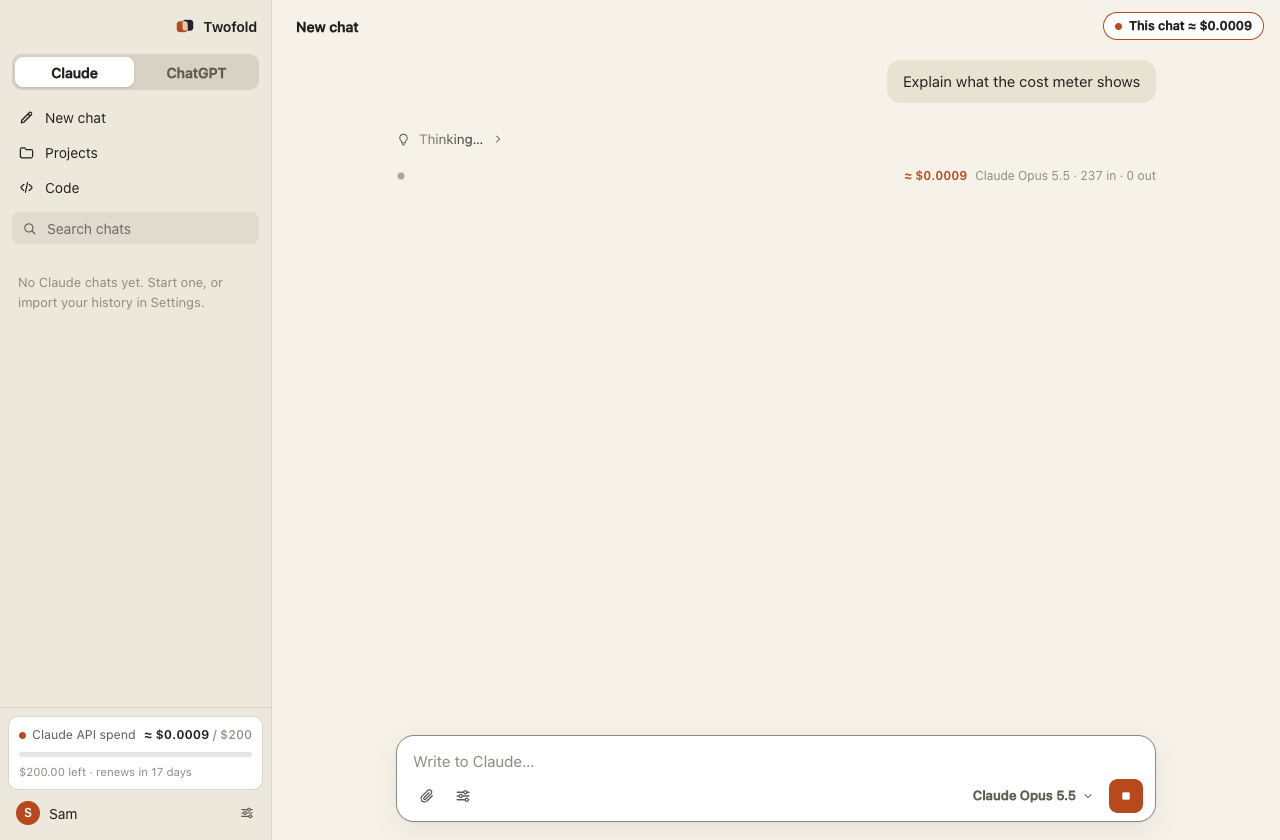 Twofold
Claude
ChatGPT
New chat
Projects
Code
Search chats
No Claude chats yet. Start one, or
import your history in Settings.
Claude API spend ≈ $0.0009 / $200
$200.00 left · renews in 17 days
S Sam
New chat
This chat ≈ $0.0009
Explain what the cost meter shows
Thinking...
≈ $0.0009 Claude Opus 5.5 · 237 in · 0 out
Write to Claude...
Claude Opus 5.5